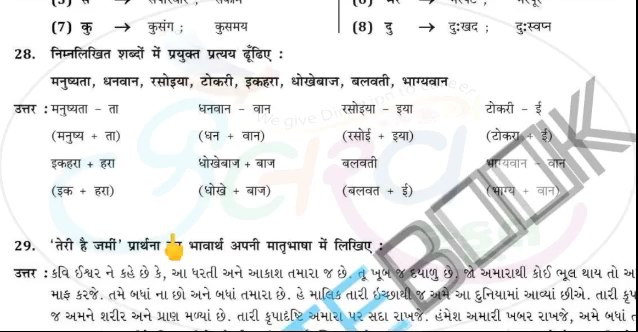 (7) कु → कुसंग ; कुसमय (8) दु → दुःखद ; दुःस्वप्न
28. निम्नलिखित शब्दों में प्रयुक्त प्रत्यय ढूँढिए :
मनुष्यता, धनवान, रसोइया, टोकरी, इकहरा, धोखेबाज, बलवती, भाग्यवान
उत्तर : मनुष्यता - ता धनवान - वान रसोइया - इया टोकरी - ई
(मनुष्य + ता) (धन + वान) (रसोई + इया) (टोकरा + ई)
इकहरा + हरा धोखेबाज + बाज बलवती भाग्यवान - वान
(इक + हरा) (धोखे + बाज) (बलवत + ई) (भाग्य + वान)
29. 'तेरी है जमीं' प्रार्थना भावार्थ अपनी मातृभाषा में लिखिए :
उत्तर : કવિ ઈશ્વર ને કહે છે કે, આ ધરતી અને આકાશ તમારા જ છે. તૂ ખૂબ જ દયાળુ છે. જો અમારાથી કોઈ ભૂલ થાય તો અ
માફ કરજે. તમે બધાં ના છો અને બધાં તમારા છે. હે માલિક તારી ઈચ્છાથી જ અમે આ દુનિયામાં આવ્યાં છીએ. તારી કૃપ
જ અમને શરીર અને પ્રાણ મળ્યાં છે. તારી કૃપાદૃષ્ટિ અમારા પર સદા રાખજે. હંમેશ અમારી ખબર રાખજે, અમે બધાં